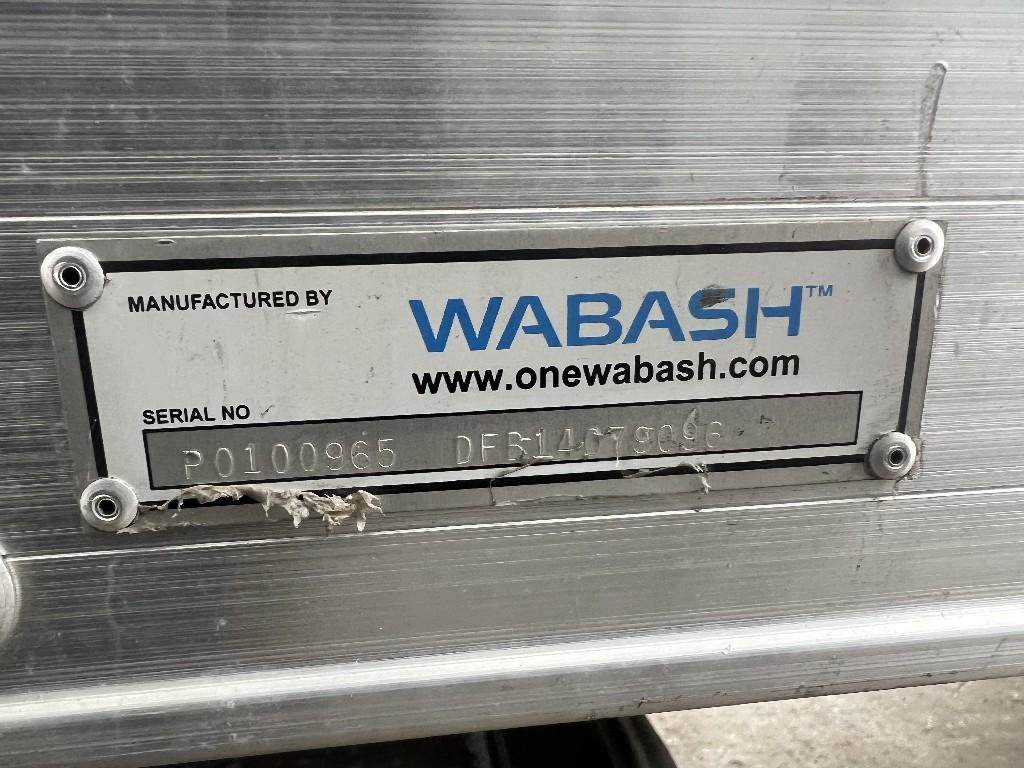 MANUFACTURED BY
WABASH™
www.onewabash.com
SERIAL NO
P0100965